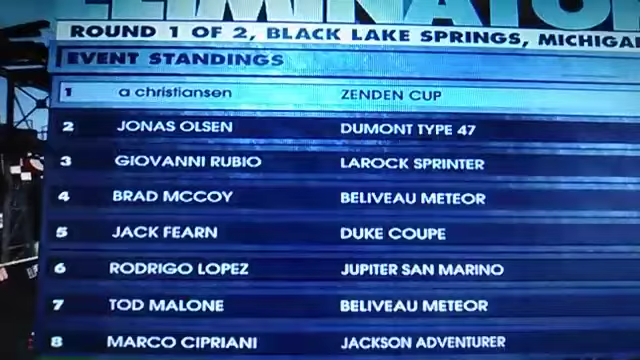 ELIMINATOR
ROUND 1 OF 2, BLACK LAKE SPRINGS, MICHIGAN
EVENT STANDINGS
1 a christiansen ZENDEN CUP
2 JONAS OLSEN DUMONT TYPE 47
3 GIOVANNI RUBIO LAROCK SPRINTER
4 BRAD MCCOY BELIVEAU METEOR
5 JACK FEARN DUKE COUPE
6 RODRIGO LOPEZ JUPITER SAN MARINO
7 TOD MALONE BELIVEAU METEOR
8 MARCO CIPRIANI JACKSON ADVENTURER